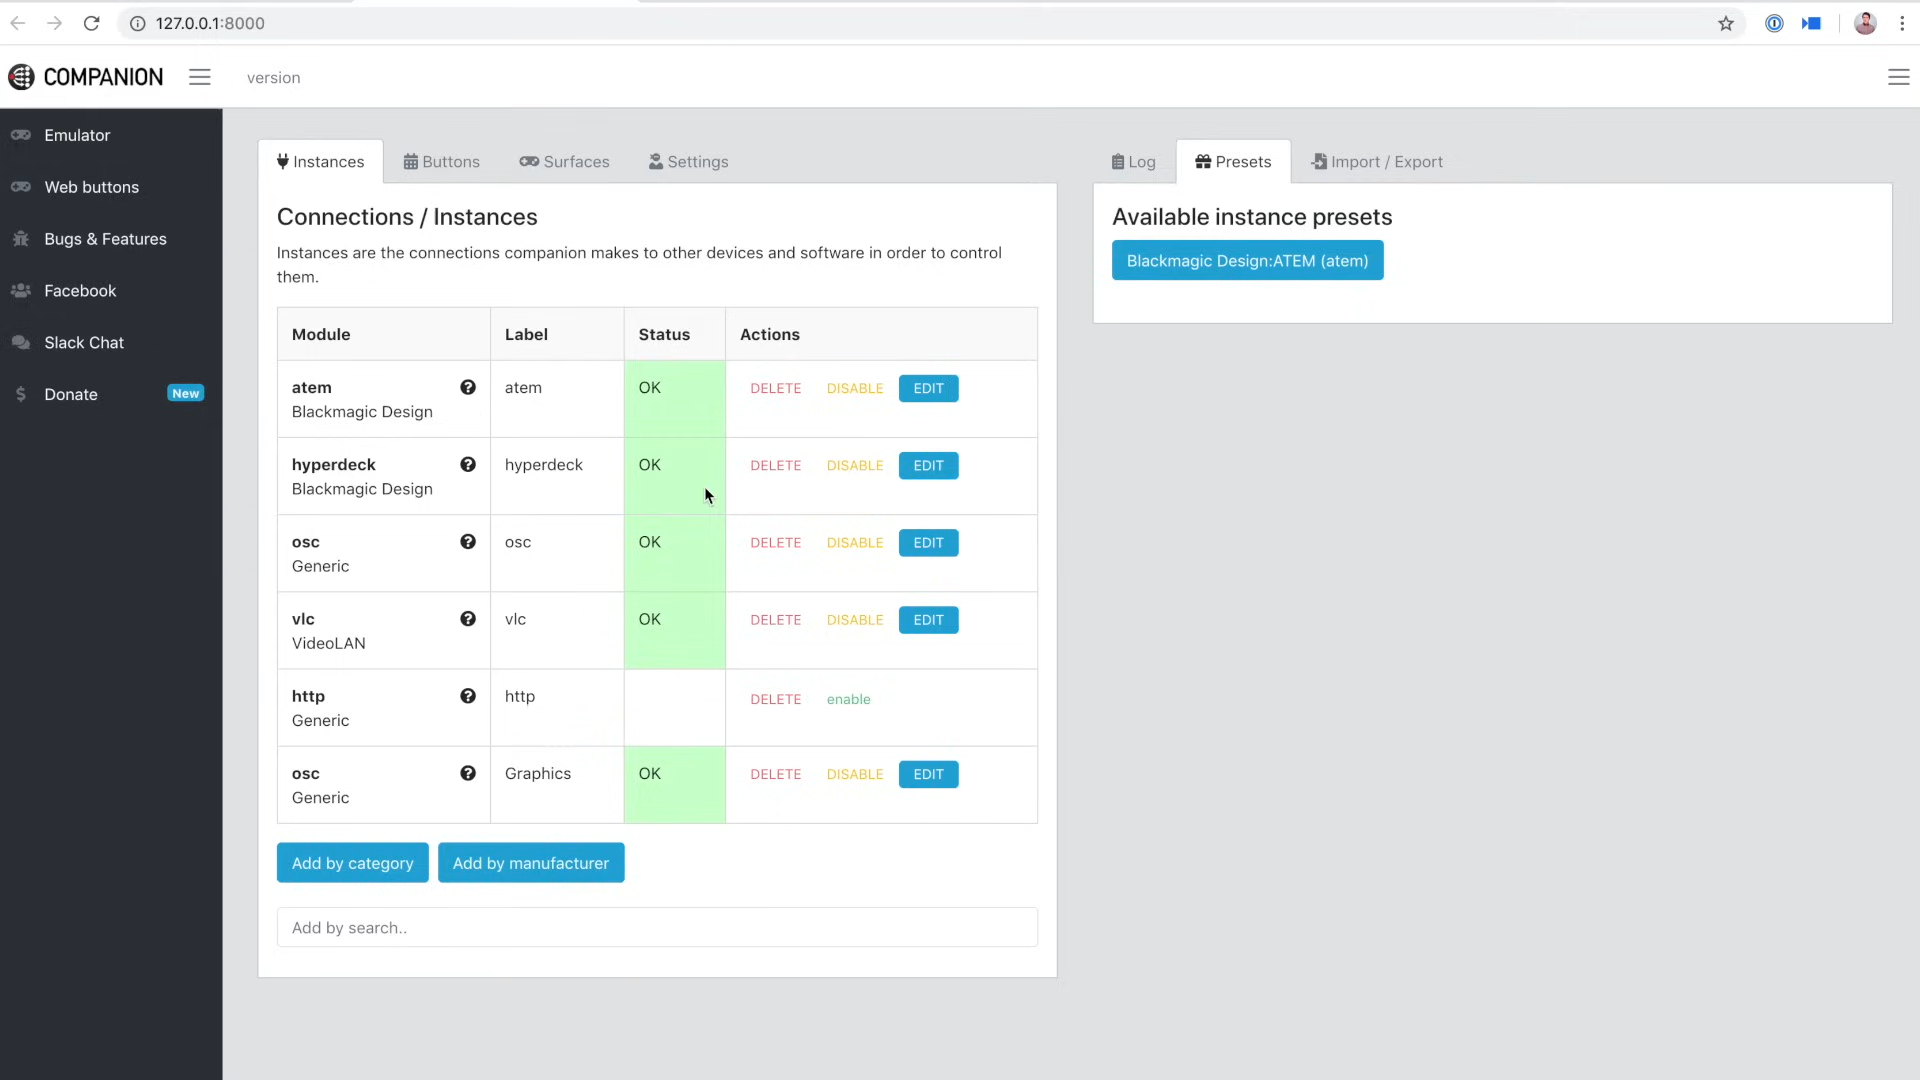 127.0.0.1:8000
COMPANION
version
Emulator
Web buttons
Bugs & Features
Facebook
Slack Chat
Donate New
Instances Buttons Surfaces Settings
Connections / Instances
Instances are the connections companion makes to other devices and software in order to control
them.
Module Label Status Actions
atem atem OK DELETE DISABLE EDIT
Blackmagic Design
hyperdeck hyperdeck OK DELETE DISABLE EDIT
Blackmagic Design
osc osc OK DELETE DISABLE EDIT
Generic
vlc vlc OK DELETE DISABLE EDIT
VideoLAN
http http DELETE enable
Generic
osc Graphics OK DELETE DISABLE EDIT
Generic
Add by category Add by manufacturer
Add by search..
Log Presets Import / Export
Available instance presets
Blackmagic Design:ATEM (atem)